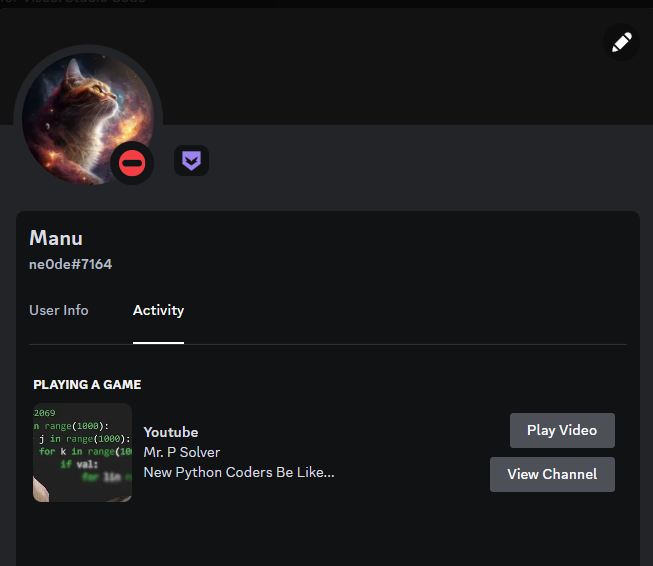 Manu
ne0de#7164
User Info
Activity
PLAYING A GAME
2069
n range(1000):
j in range(1000):
for k in range(10
if val:
for
Youtube
Mr. P Solver
New Python Coders Be Like...
Play Video
View Channel